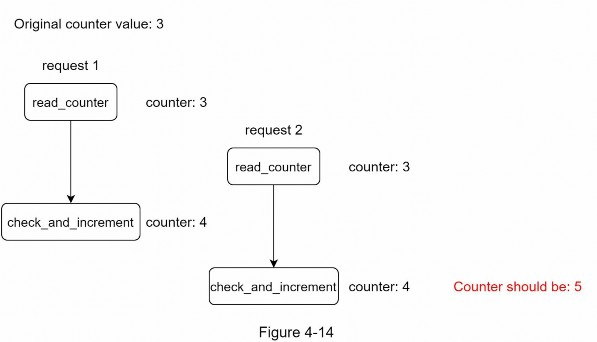 Original counter value: 3
request 1
read_counter
counter: 3
request 2
read_counter
counter: 3
check_and_increment
counter: 4
check_and_increment
counter: 4
Counter should be: 5
Figure 4-14